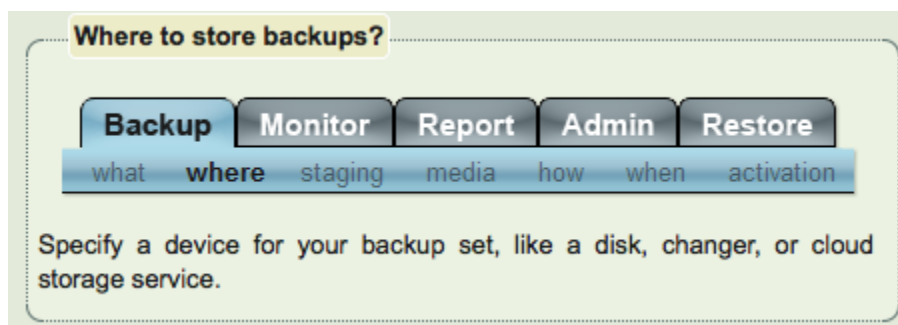 Where to store backups?
Backup Monitor Report Admin Restore
what where staging media how when activation
Specify a device for your backup set, like a disk, changer, or cloud
storage service.